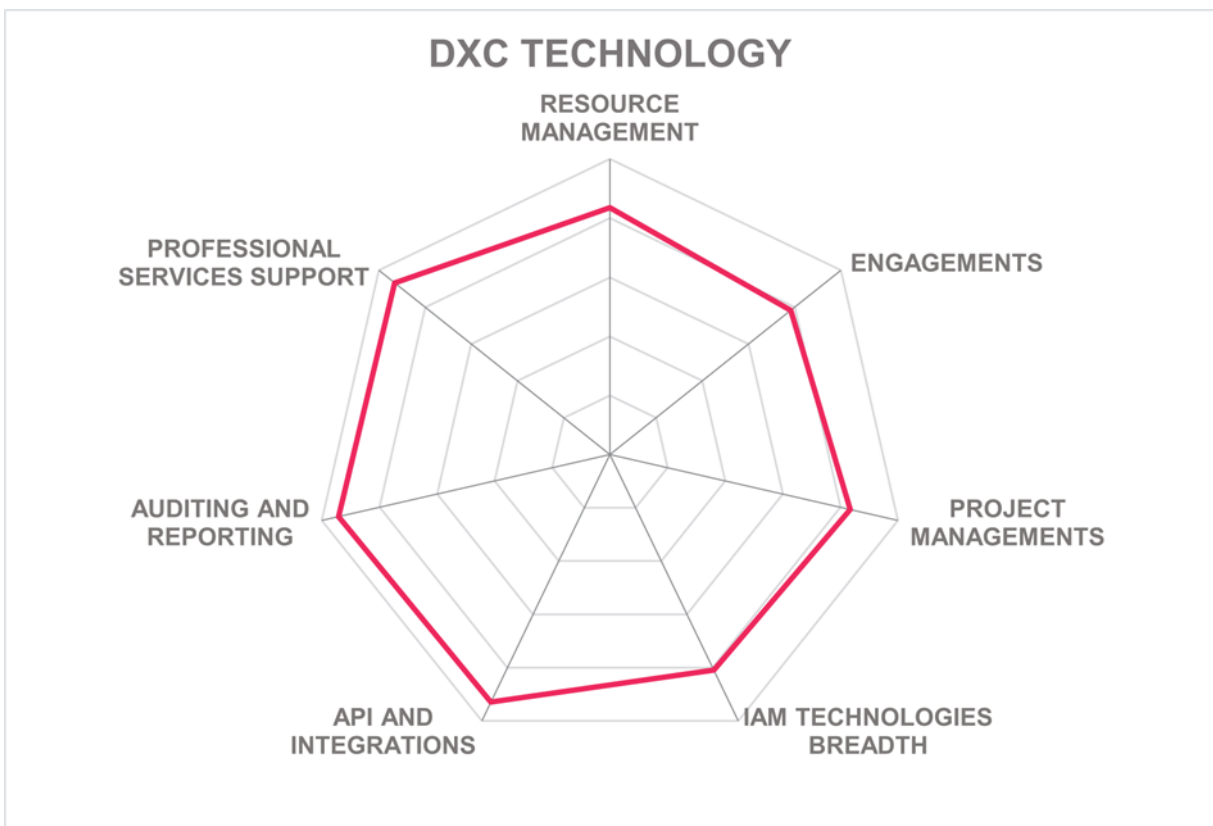 DXC TECHNOLOGY
RESOURCE
MANAGEMENT
ENGAGEMENTS
PROJECT
MANAGEMENTS
IAM TECHNOLOGIES
BREADTH
API AND
INTEGRATIONS
AUDITING AND
REPORTING
PROFESSIONAL
SERVICES SUPPORT